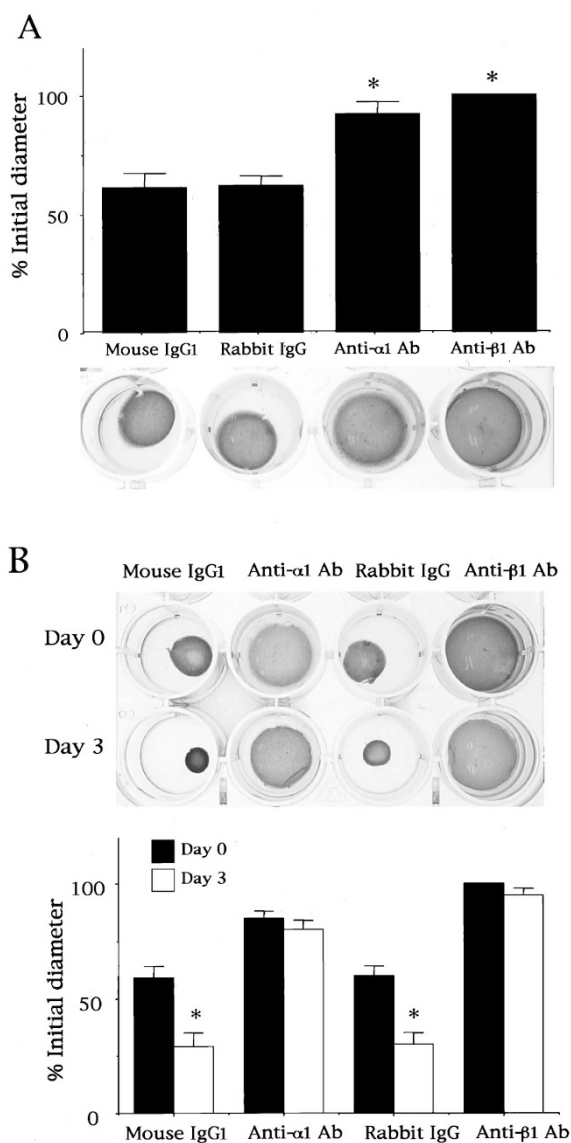 A
% Initial diameter
100
*
*
50
0
Mouse IgG1 Rabbit IgG Anti-α1 Ab Anti-β1 Ab
B
Mouse IgG1 Anti-α1 Ab Rabbit IgG Anti-β1 Ab
Day 0
Day 3
Day 0
Day 3
% Initial diameter
100
50
*
*
0
Mouse IgG1 Anti-α1 Ab Rabbit IgG Anti-β1 Ab